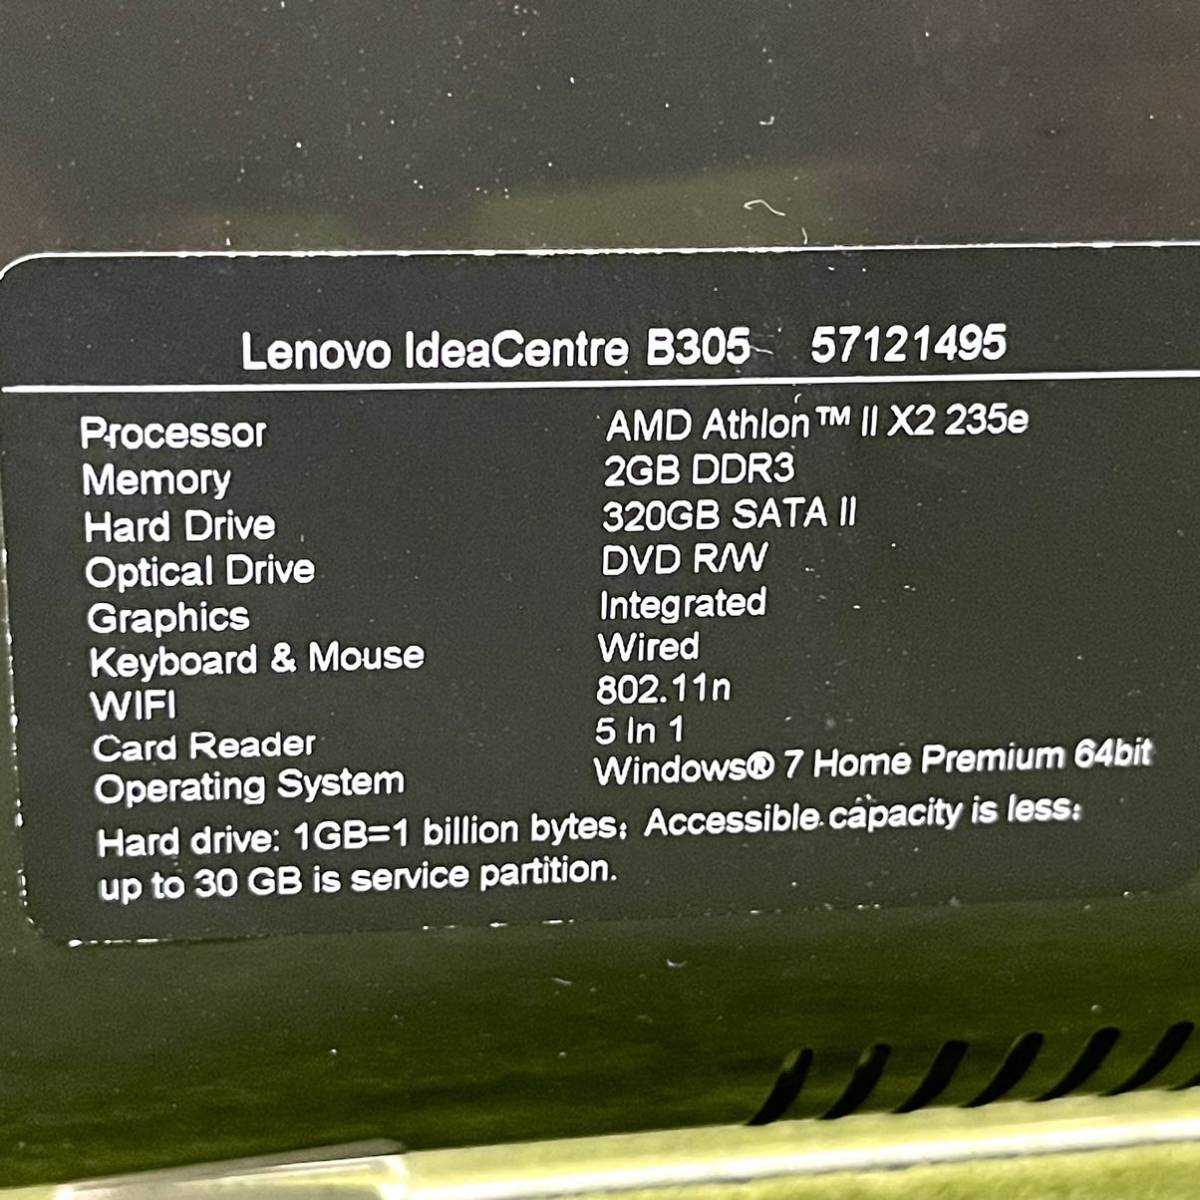 Lenovo IdeaCentre B305 57121495
Processor AMD Athlon™ II X2 235e
Memory 2GB DDR3
Hard Drive 320GB SATA II
Optical Drive DVD R/W
Graphics Integrated
Keyboard & Mouse Wired
WIFI 802.11n
Card Reader 5 In 1
Operating System Windows® 7 Home Premium 64bit
Hard drive: 1GB=1 billion bytes; Accessible capacity is less;
up to 30 GB is service partition.